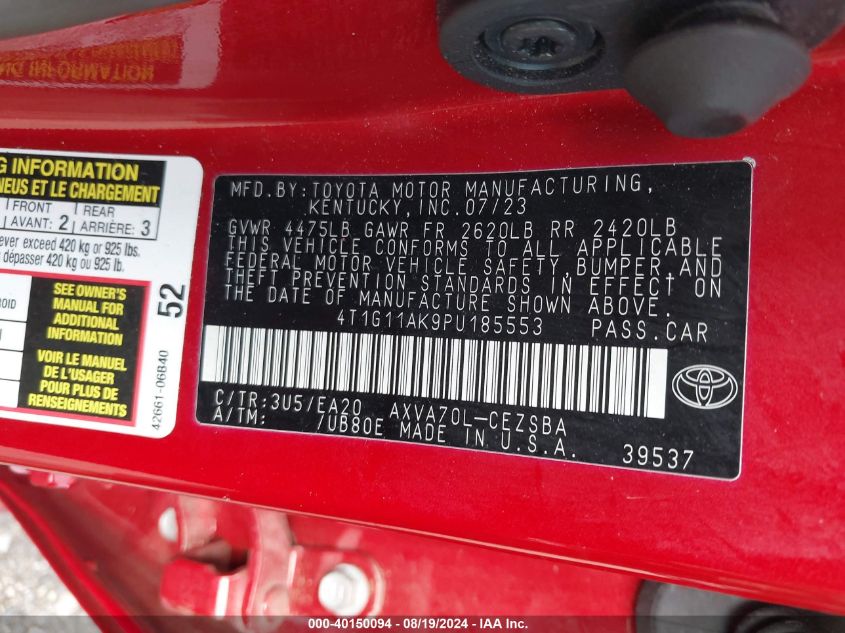 G INFORMATION
NEUS ET LE CHARGEMENT
FRONT
AVANT: 2
REAR
ARRIÈRE: 3
ever exceed 420 kg or 925 lbs.
dépasser 420 kg ou 925 lb.
SEE OWNER'S
MANUAL FOR
ADDITIONAL
INFORMATION
VOIR LE MANUEL
DE L'USAGER
POUR PLUS DE
RENSEIGNEMENTS
52
42661-06B40
MFD.BY:TOYOTA MOTOR MANUFACTURING,
KENTUCKY,INC.07/23
GVWR 4475LB GAWR FR 2620LB RR 2420LB
THIS VEHICLE CONFORMS TO ALL APPLICABLE
FEDERAL MOTOR VEHICLE SAFETY,BUMPER,AND
THEFT PREVENTION STANDARDS IN EFFECT ON
THE DATE OF MANUFACTURE SHOWN ABOVE.
4T1G11AK9PU185553 PASS.CAR
C/TR:3U5/EA20 AXVA70L-CEZSBA
A/TM: /UB80E MADE IN U.S.A.
39537
000-40150094 - 08/19/2024 - IAA Inc.